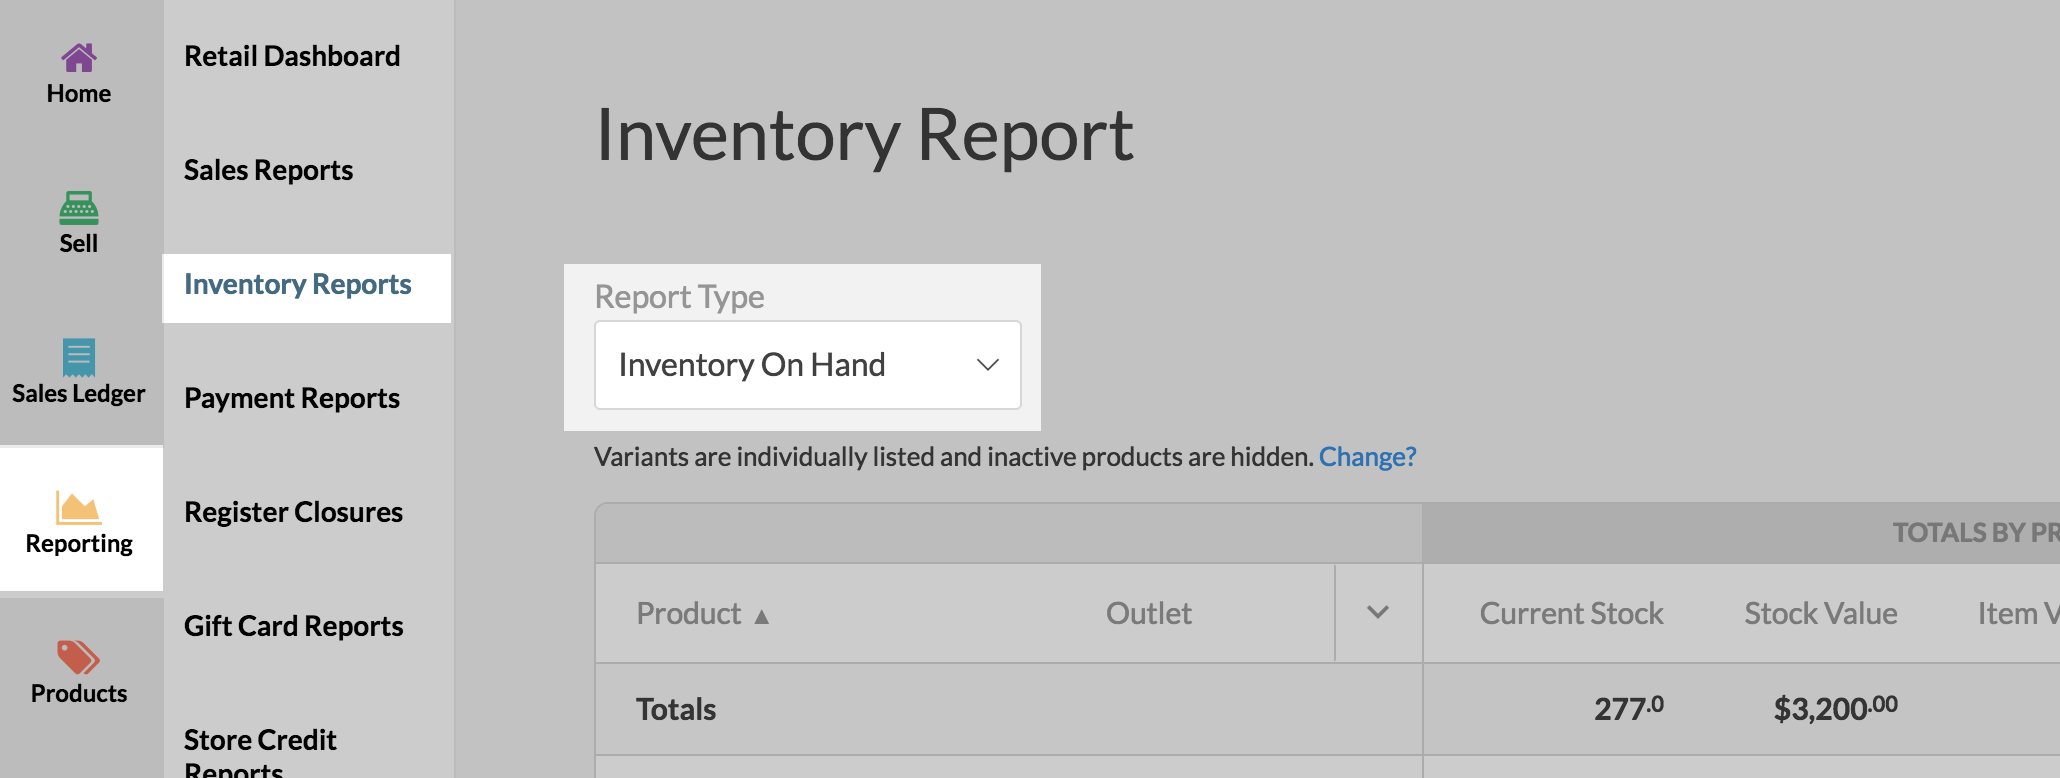 Home
Sell
Sales Ledger
Reporting
Products
Retail Dashboard
Sales Reports
Inventory Reports
Payment Reports
Register Closures
Gift Card Reports
Store Credit
Reports
Inventory Report
Report Type
Inventory On Hand
Variants are individually listed and inactive products are hidden. Change?
TOTALS BY PR
Product ▲ Outlet Current Stock Stock Value Item V
Totals 277.0 $3,200.00